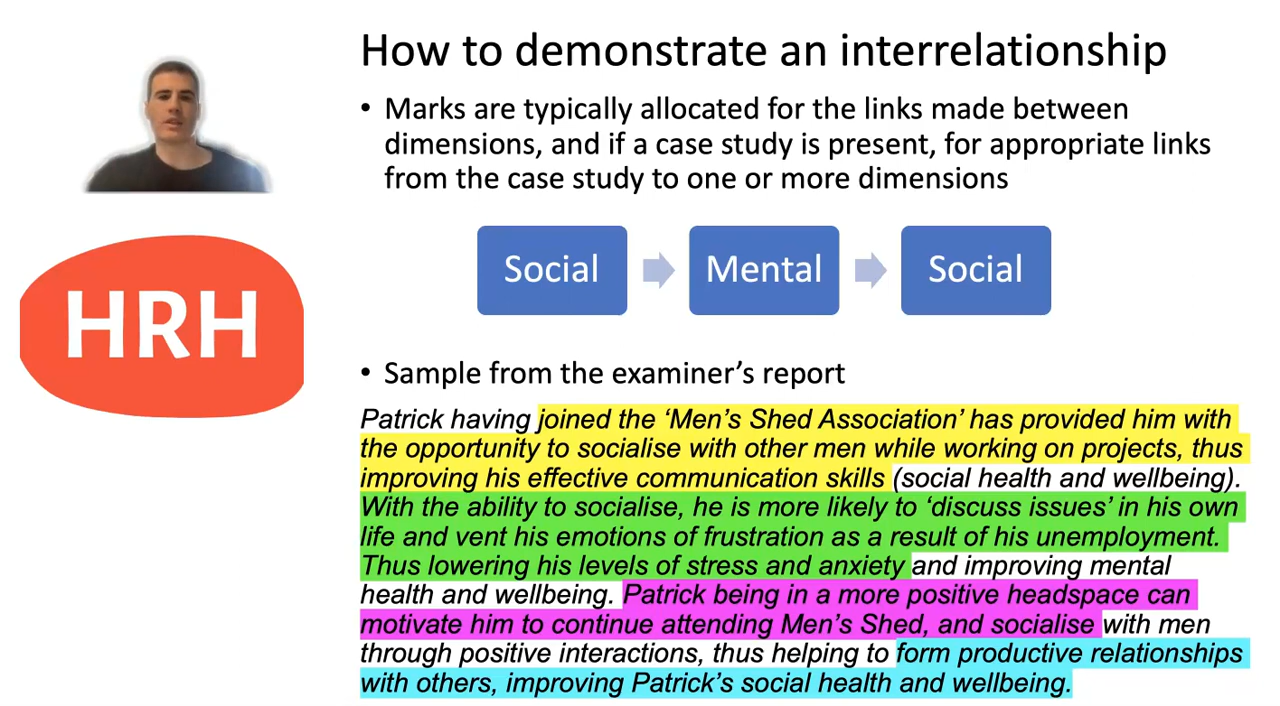 How to demonstrate an interrelationship
• Marks are typically allocated for the links made between
dimensions, and if a case study is present, for appropriate links
from the case study to one or more dimensions
Social
Mental
Social
HRH
• Sample from the examiner’s report
Patrick having joined the ‘Men’s Shed Association’ has provided him with
the opportunity to socialise with other men while working on projects, thus
improving his effective communication skills (social health and wellbeing).
With the ability to socialise, he is more likely to ‘discuss issues’ in his own
life and vent his emotions of frustration as a result of his unemployment.
Thus lowering his levels of stress and anxiety and improving mental
health and wellbeing. Patrick being in a more positive headspace can
motivate him to continue attending Men’s Shed, and socialise with men
through positive interactions, thus helping to form productive relationships
with others, improving Patrick’s social health and wellbeing.